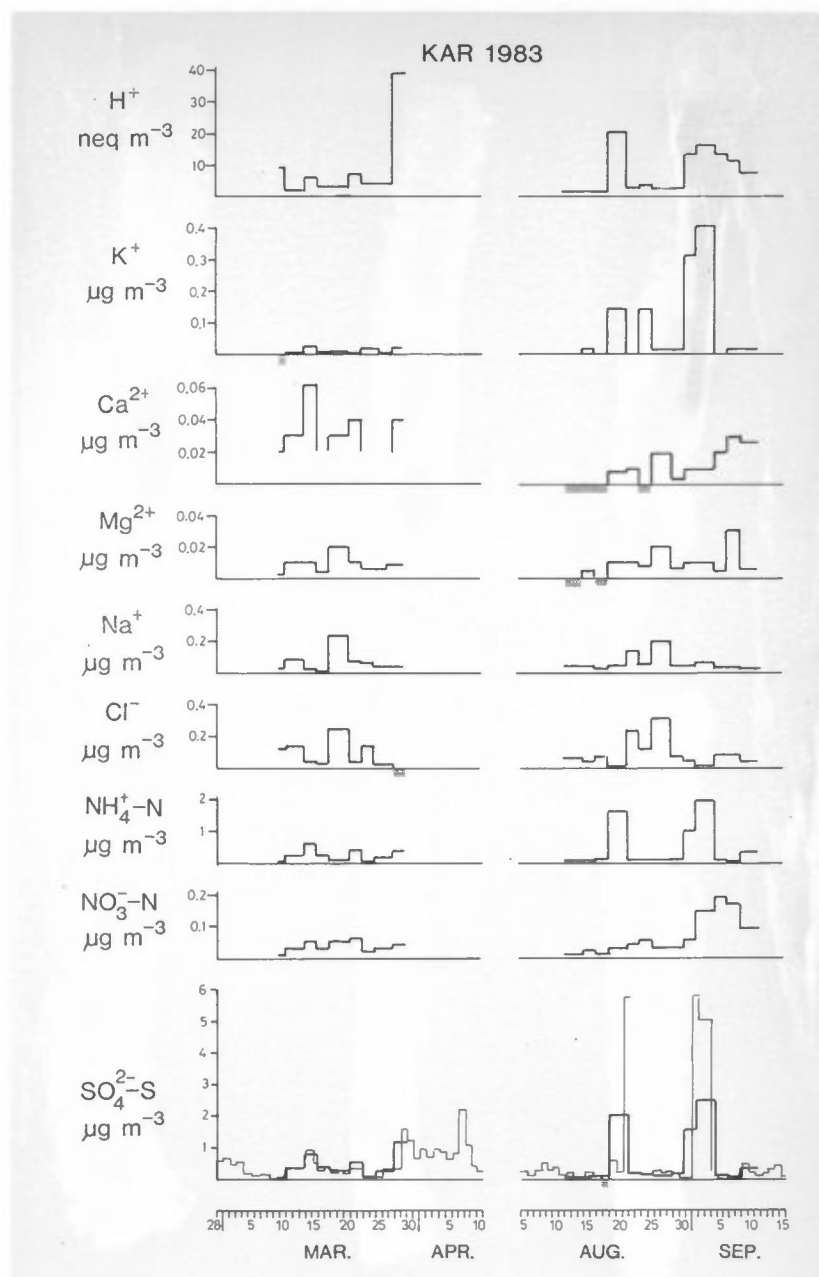 KAR 1983
H⁺
neq m⁻³
40
30
20
10
K⁺
µg m⁻³
0.4
0.3
0.2
0.1
Ca²⁺
µg m⁻³
0.06
0.04
0.02
Mg²⁺
µg m⁻³
0.04
0.02
Na⁺
µg m⁻³
0.4
0.2
Cl⁻
µg m⁻³
0.4
0.2
NH₄⁺–N
µg m⁻³
2
1
NO₃⁻–N
µg m⁻³
0.2
0.1
SO₄²⁻–S
µg m⁻³
6
5
4
3
2
1
28 5 10 15 20 25 30 5 10 5 10 15 20 25 30 5 10 15
MAR. APR. AUG. SEP.